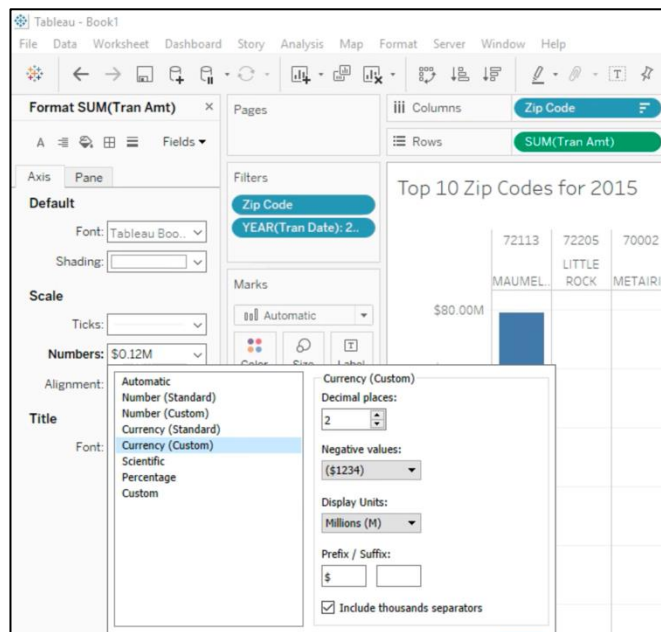 Tableau - Book1
File Data Worksheet Dashboard Story Analysis Map Format Server Window Help
Format SUM(Tran Amt) ×
Fields
Axis Pane
Default
Font: Tableau Boo..
Shading:
Scale
Ticks:
Numbers: $0.12M
Alignment:
Title
Font:
Pages
Filters
Zip Code
YEAR(Tran Date): 2..
Marks
Automatic
Color Size Label
Columns Zip Code
Rows SUM(Tran Amt)
Top 10 Zip Codes for 2015
72113 72205 70002
MAUMEL.. LITTLE ROCK METAIRI
$80.00M
Automatic
Number (Standard)
Number (Custom)
Currency (Standard)
Currency (Custom)
Scientific
Percentage
Custom
Currency (Custom)
Decimal places:
2
Negative values:
($1234)
Display Units:
Millions (M)
Prefix / Suffix:
$
Include thousands separators